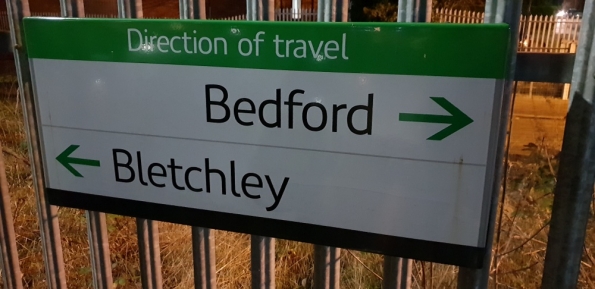 Direction of travel
Bedford →
← Bletchley